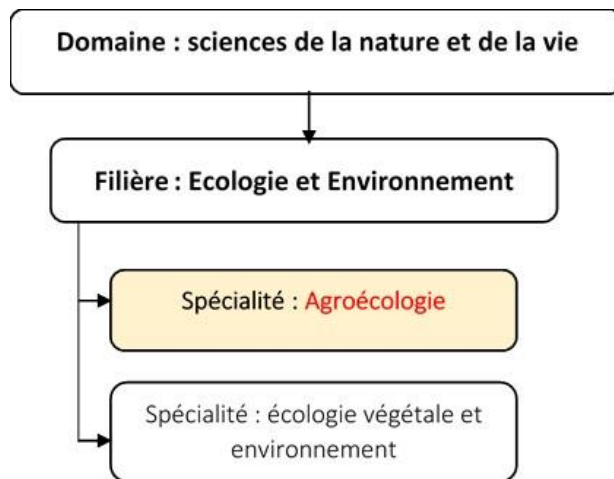 Domaine : sciences de la nature et de la vie
Filière : Ecologie et Environnement
Spécialité : Agroécologie
Spécialité : écologie végétale et
environnement